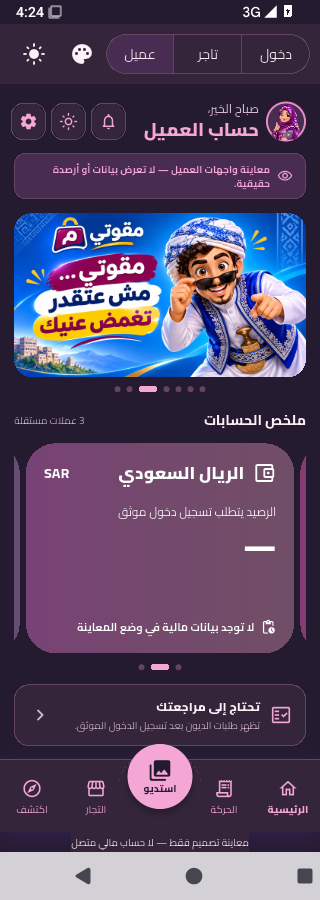 4:24
3G
دخول
تاجر
عميل
صباح الخير،
حساب العميل
معاينة واجهات العميل — لا تعرض بيانات أو أرصدة
حقيقية.
مقوتي
مقوتي ...
مش عتقدر
تغمض عنيك
ملخص الحسابات
3 عملات مستقلة
الريال السعودي
SAR
الرصيد يتطلب تسجيل دخول موثق
—
لا توجد بيانات مالية في وضع المعاينة
تحتاج إلى مراجعتك
تظهر طلبات الديون بعد تسجيل الدخول الموثق.
الرئيسية
الحركة
استديو
التجار
اكتشف
معاينة تصميم فقط — لا حساب مالي متصل